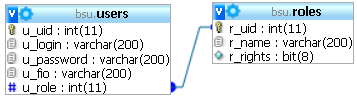 bsu.users
u_uid : int(11)
u_login : varchar(200)
u_password : varchar(200)
u_fio : varchar(200)
# u_role : int(11)
bsu.roles
r_uid : int(11)
r_name : varchar(200)
r_rights : bit(8)